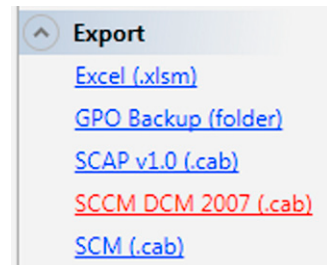 Export
Excel (.xlsm)
GPO Backup (folder)
SCAP v1.0 (.cab)
SCCM DCM 2007 (.cab)
SCM (.cab)